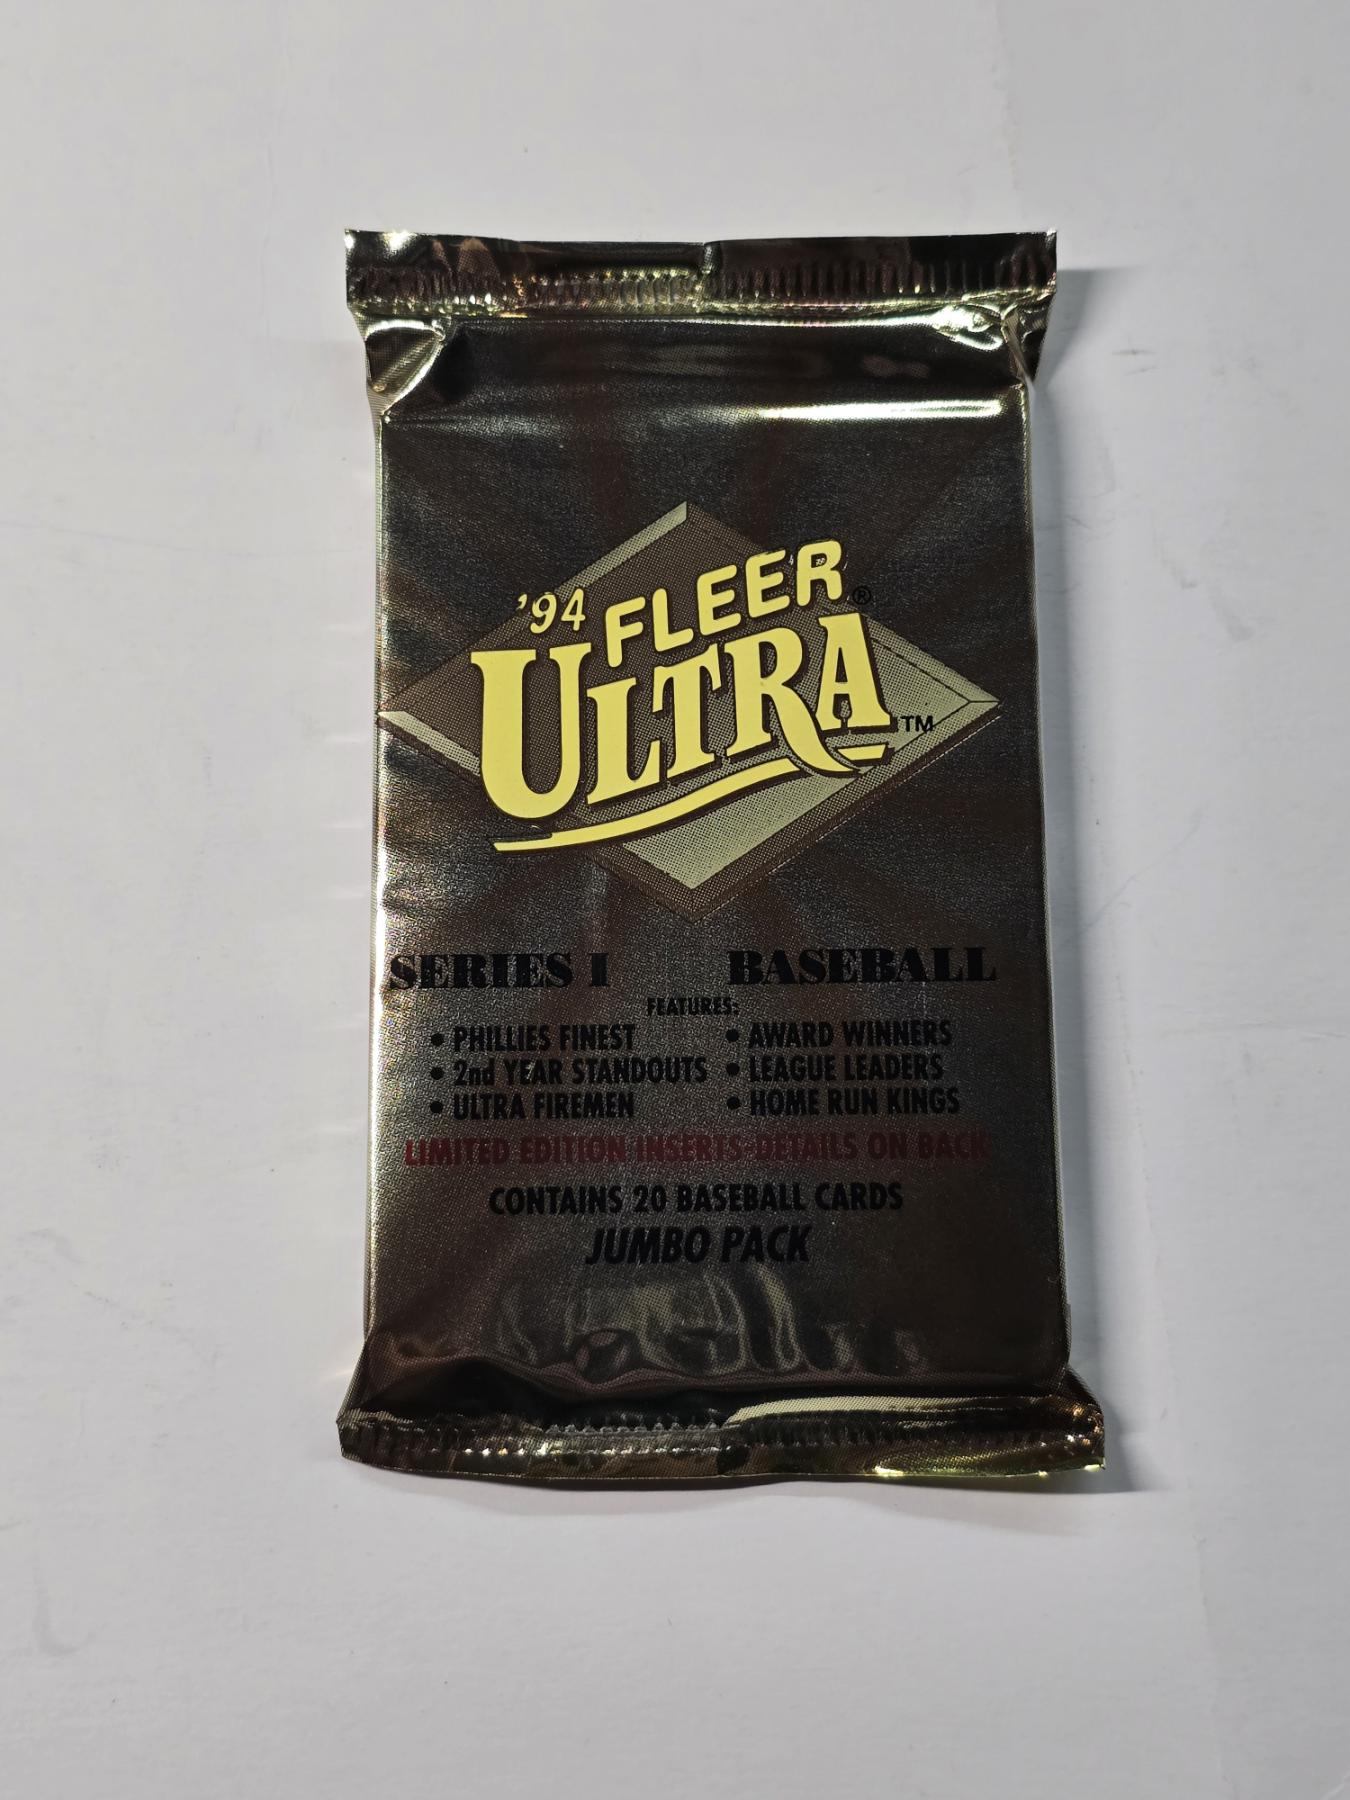 '94 FLEER®
ULTRA™
SERIES I BASEBALL
FEATURES:
• PHILLIES FINEST • AWARD WINNERS
• 2nd YEAR STANDOUTS • LEAGUE LEADERS
• ULTRA FIREMEN • HOME RUN KINGS
LIMITED EDITION INSERTS-DETAILS ON BACK
CONTAINS 20 BASEBALL CARDS
JUMBO PACK